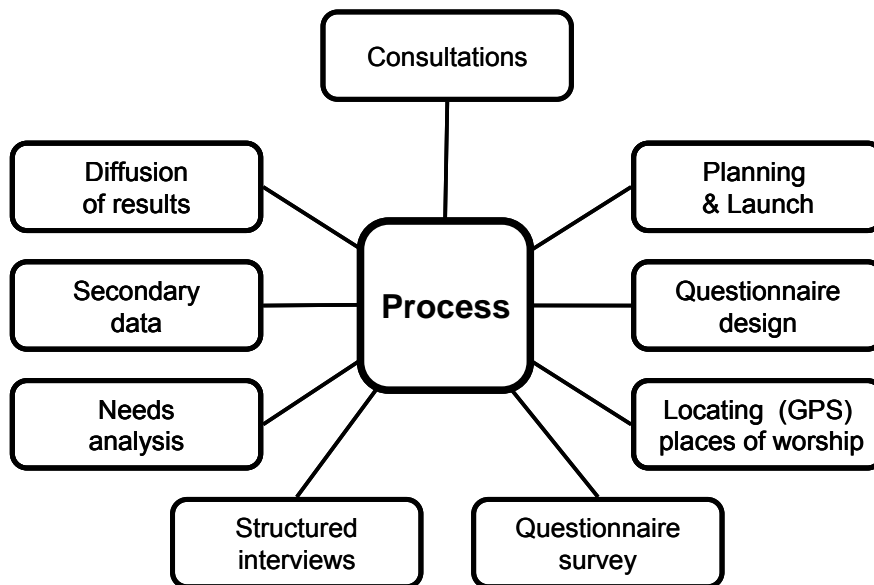 Consultations
Diffusion
of results
Planning
& Launch
Secondary
data
Process
Questionnaire
design
Needs
analysis
Locating (GPS)
places of worship
Structured
interviews
Questionnaire
survey